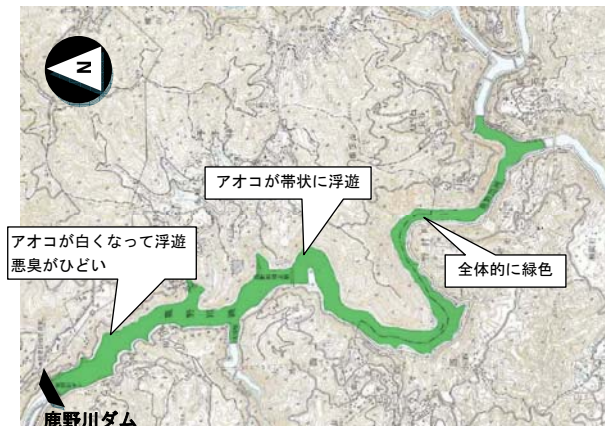 N
アオコが帯状に浮遊
アオコが白くなって浮遊
悪臭がひどい
全体的に緑色
鹿野川ダム